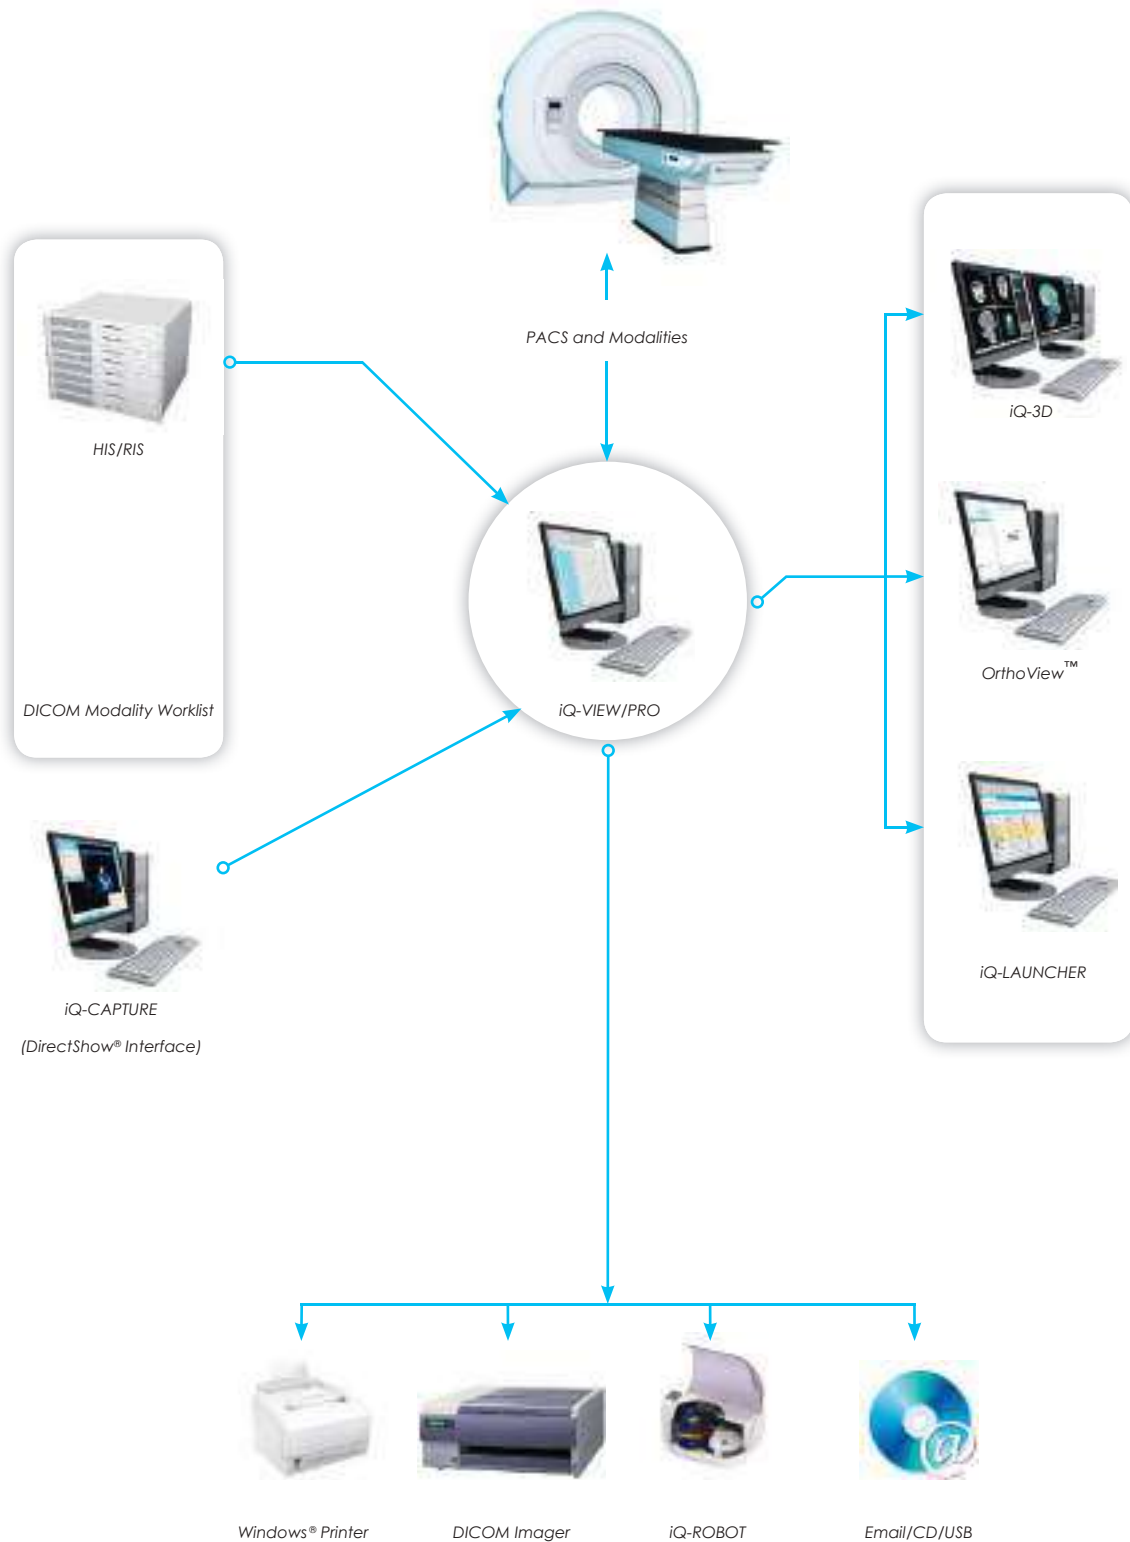 PACS and Modalities
HIS/RIS
iQ-3D
OrthoView™
DICOM Modality Worklist
iQ-VIEW/PRO
iQ-LAUNCHER
iQ-CAPTURE
(DirectShow® Interface)
Windows® Printer
DICOM Imager
iQ-ROBOT
Email/CD/USB